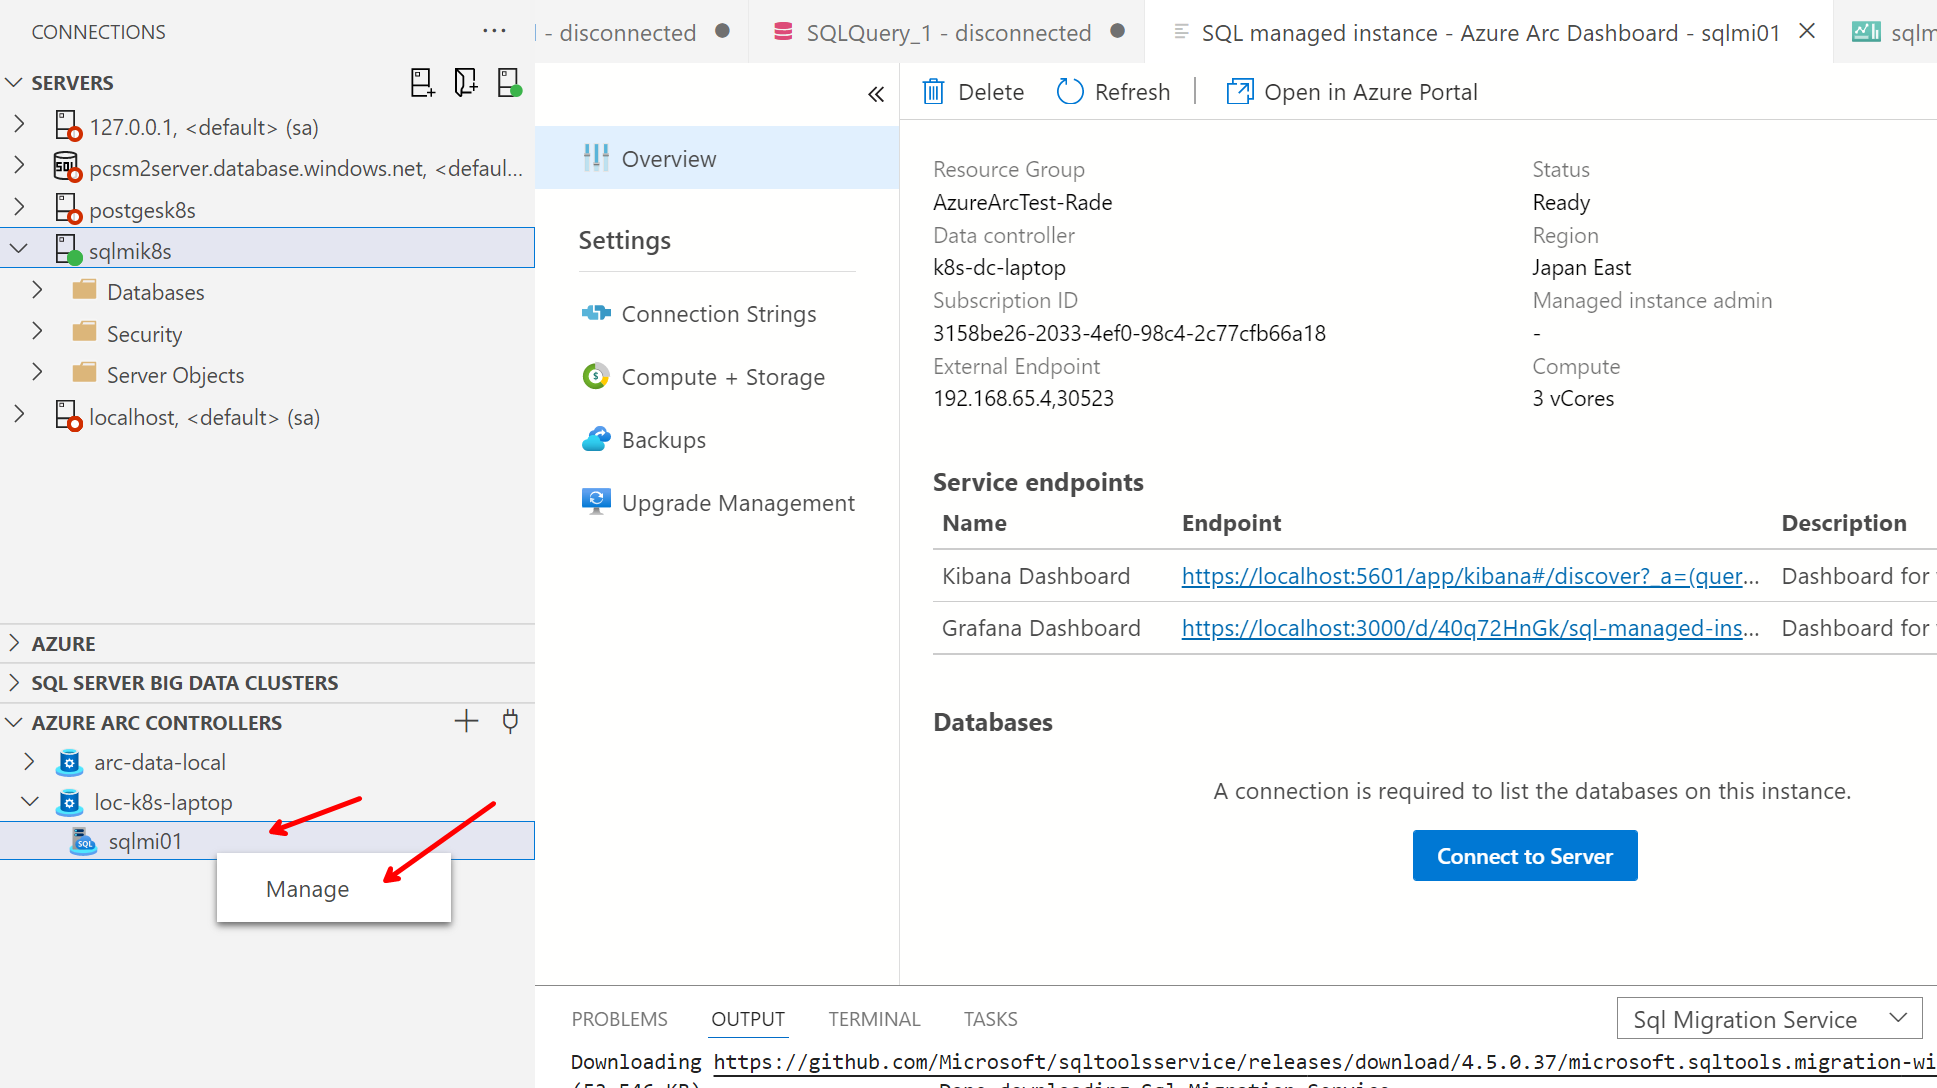 CONNECTIONS
···
SERVERS
127.0.0.1, <default> (sa)
pcsm2server.database.windows.net, <defaul...
postgesk8s
sqlmik8s
Databases
Security
Server Objects
localhost, <default> (sa)
AZURE
SQL SERVER BIG DATA CLUSTERS
AZURE ARC CONTROLLERS
arc-data-local
loc-k8s-laptop
sqlmi01
Manage
- disconnected
SQLQuery_1 - disconnected
SQL managed instance - Azure Arc Dashboard - sqlmi01
sqlm
Delete
Refresh
Open in Azure Portal
Overview
Settings
Connection Strings
Compute + Storage
Backups
Upgrade Management
Resource Group
AzureArcTest-Rade
Data controller
k8s-dc-laptop
Subscription ID
3158be26-2033-4ef0-98c4-2c77cfb66a18
External Endpoint
192.168.65.4,30523
Status
Ready
Region
Japan East
Managed instance admin
-
Compute
3 vCores
Service endpoints
Name Endpoint Description
Kibana Dashboard https://localhost:5601/app/kibana#/discover?_a=(quer... Dashboard for
Grafana Dashboard https://localhost:3000/d/40q72HnGk/sql-managed-ins... Dashboard for
Databases
A connection is required to list the databases on this instance.
Connect to Server
PROBLEMS OUTPUT TERMINAL TASKS
Sql Migration Service
Downloading https://github.com/Microsoft/sqltoolsservice/releases/download/4.5.0.37/microsoft.sqltools.migration-wi
(52,546 KB) Done downloading Sql Migration Service